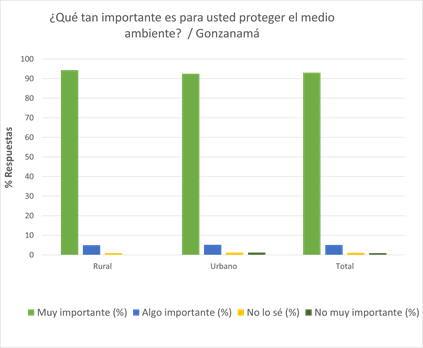 ¿Qué tan importante es para usted proteger el medio
ambiente? / Gonzanamá
% Respuestas
100
90
80
70
60
50
40
30
20
10
0
Rural Urbano Total
Muy importante (%) Algo importante (%) No lo sé (%) No muy importante (%)